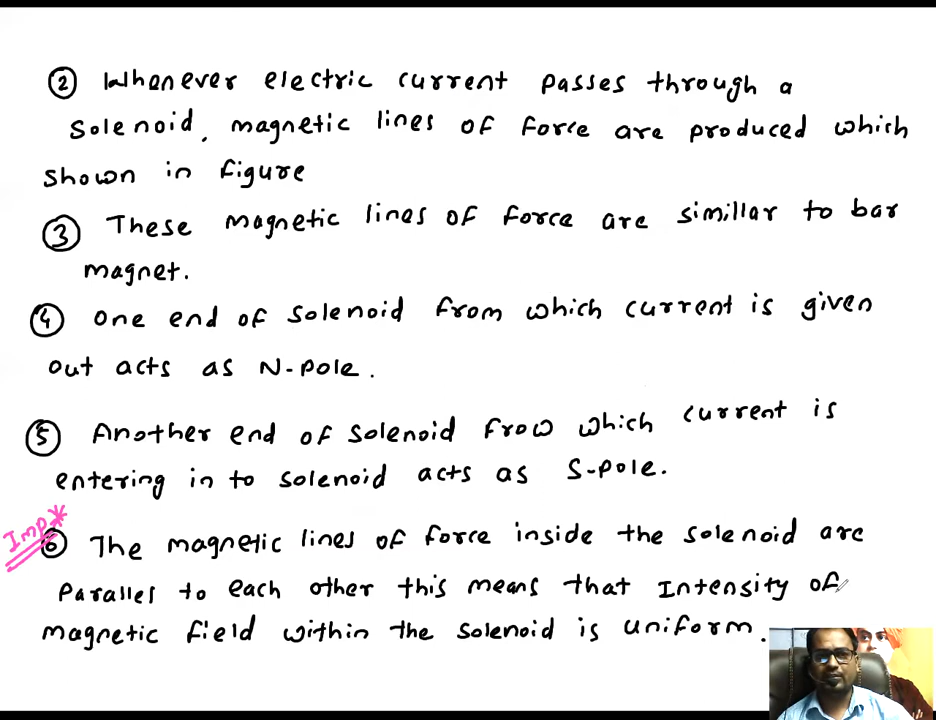 ② Whenever electric current passes through a
solenoid, magnetic lines of force are produced which
shown in figure
③ These magnetic lines of force are simillar to bar
magnet.
④ One end of solenoid from which current is given
out acts as N-pole.
⑤ Another end of solenoid frow which current is
entering in to solenoid acts as S-pole.
Imp*
⑥ The magnetic lines of force inside the solenoid are
parallel to each other this means that Intensity of
magnetic field within the solenoid is uniform.